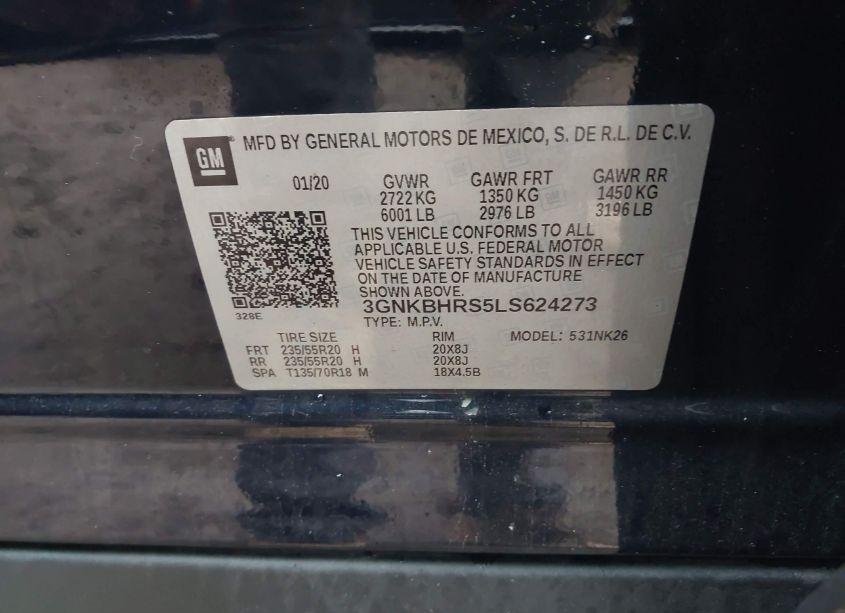 GM ® MFD BY GENERAL MOTORS DE MEXICO, S. DE R.L. DE C.V.
01/20 GVWR GAWR FRT GAWR RR
2722 KG 1350 KG 1450 KG
6001 LB 2976 LB 3196 LB
THIS VEHICLE CONFORMS TO ALL
APPLICABLE U.S. FEDERAL MOTOR
VEHICLE SAFETY STANDARDS IN EFFECT
ON THE DATE OF MANUFACTURE
SHOWN ABOVE.
328E 3GNKBHRS5LS624273
TYPE: M.P.V.
TIRE SIZE RIM MODEL: 531NK26
FRT 235/55R20 H 20X8J
RR 235/55R20 H 20X8J
SPA T135/70R18 M 18X4.5B